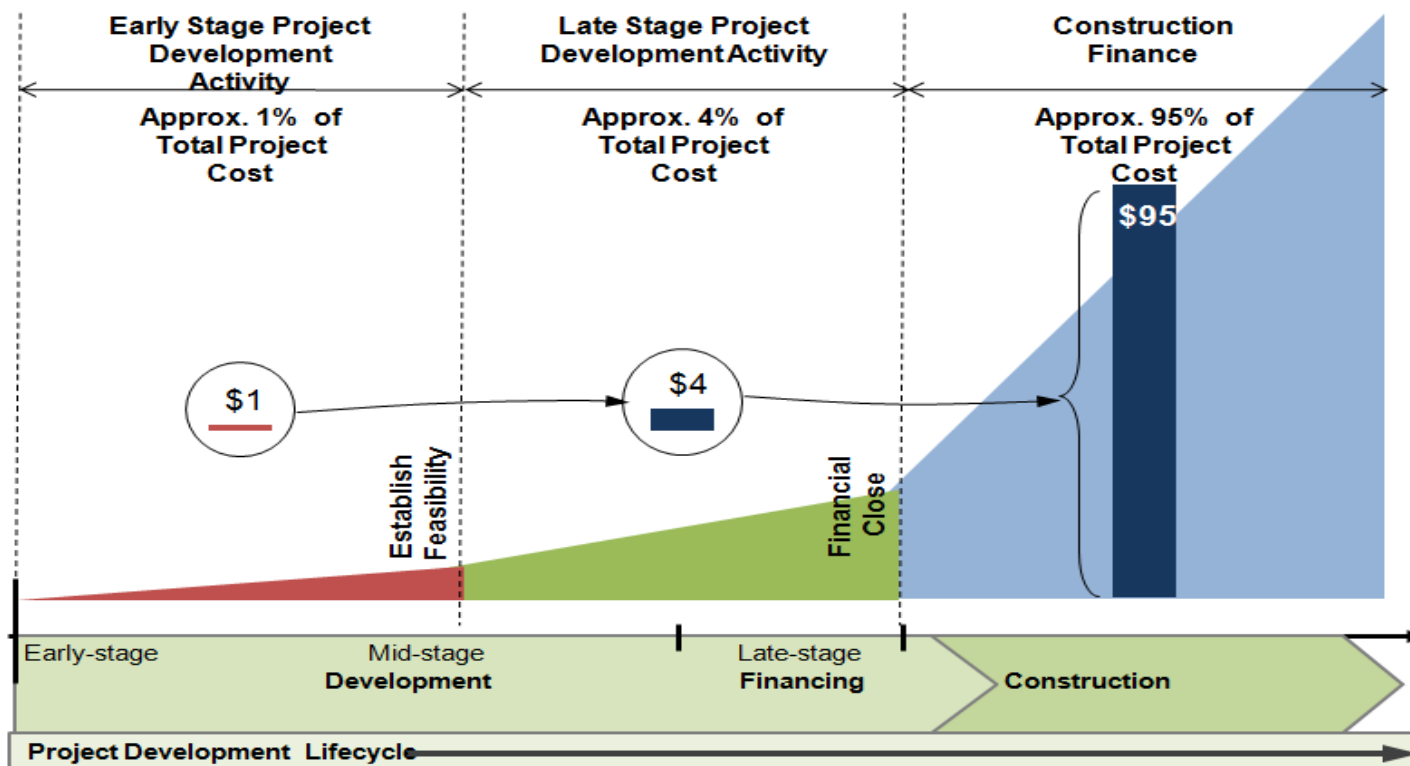 Early Stage Project
Development
Activity
Approx. 1% of
Total Project
Cost
Late Stage Project
Development Activity
Approx. 4% of
Total Project
Cost
Construction
Finance
Approx. 95% of
Total Project
Cost
$1
$4
$95
Establish
Feasibility
Financial
Close
Early-stage
Mid-stage
Late-stage
Development
Financing
Construction
Project Development Lifecycle